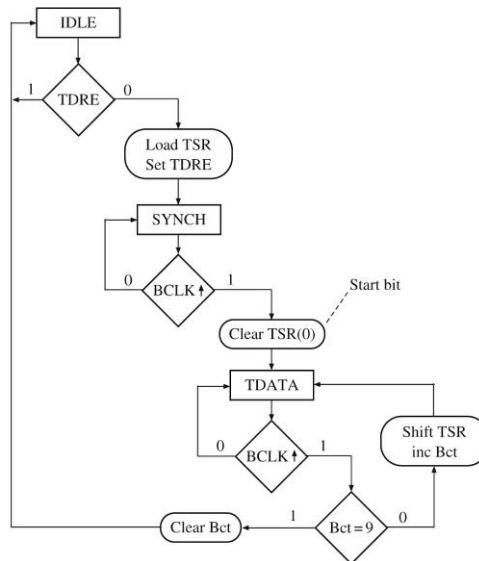 IDLE
1
TDRE
0
Load TSR
Set TDRE
SYNCH
0
BCLK↑
1
Start bit
Clear TSR(0)
TDATA
0
BCLK↑
1
Shift TSR
inc Bct
Clear Bct
1
Bct = 9
0